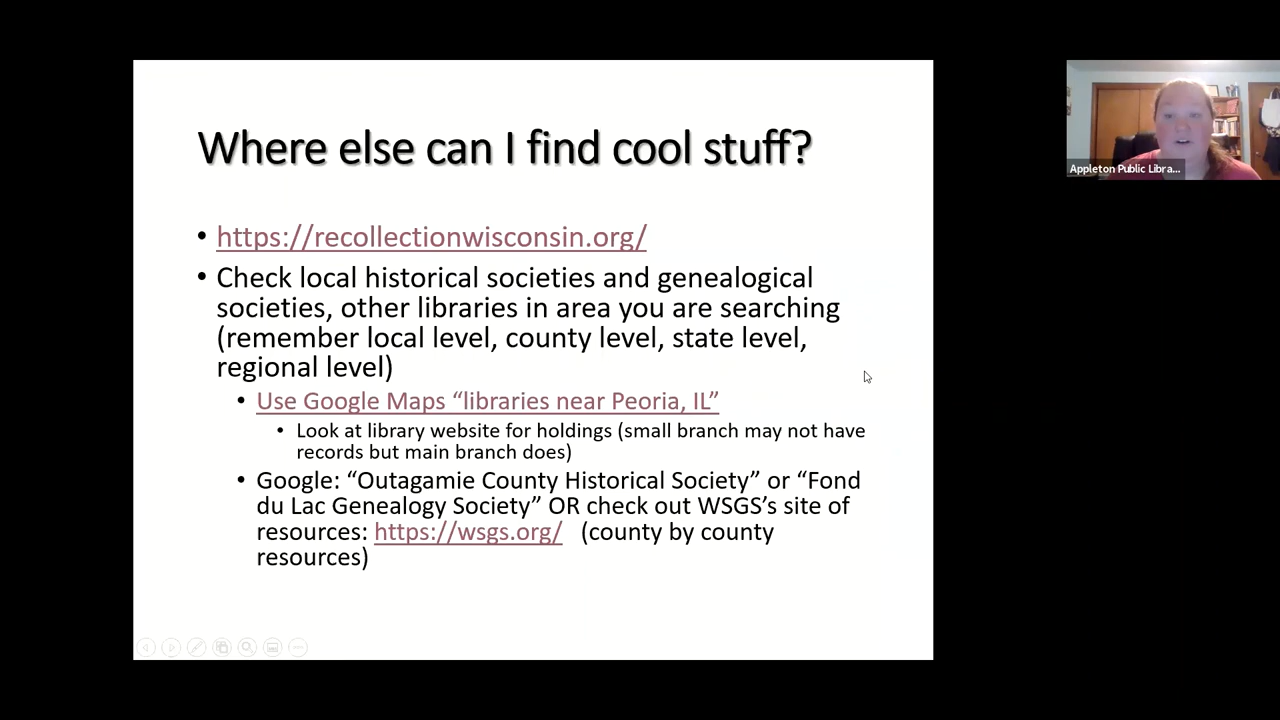 Where else can I find cool stuff?
• https://recollectionwisconsin.org/
• Check local historical societies and genealogical
societies, other libraries in area you are searching
(remember local level, county level, state level,
regional level)
• Use Google Maps “libraries near Peoria, IL”
• Look at library website for holdings (small branch may not have
records but main branch does)
• Google: “Outagamie County Historical Society” or “Fond
du Lac Genealogy Society” OR check out WSGS’s site of
resources: https://wsgs.org/ (county by county
resources)
Appleton Public Libra...